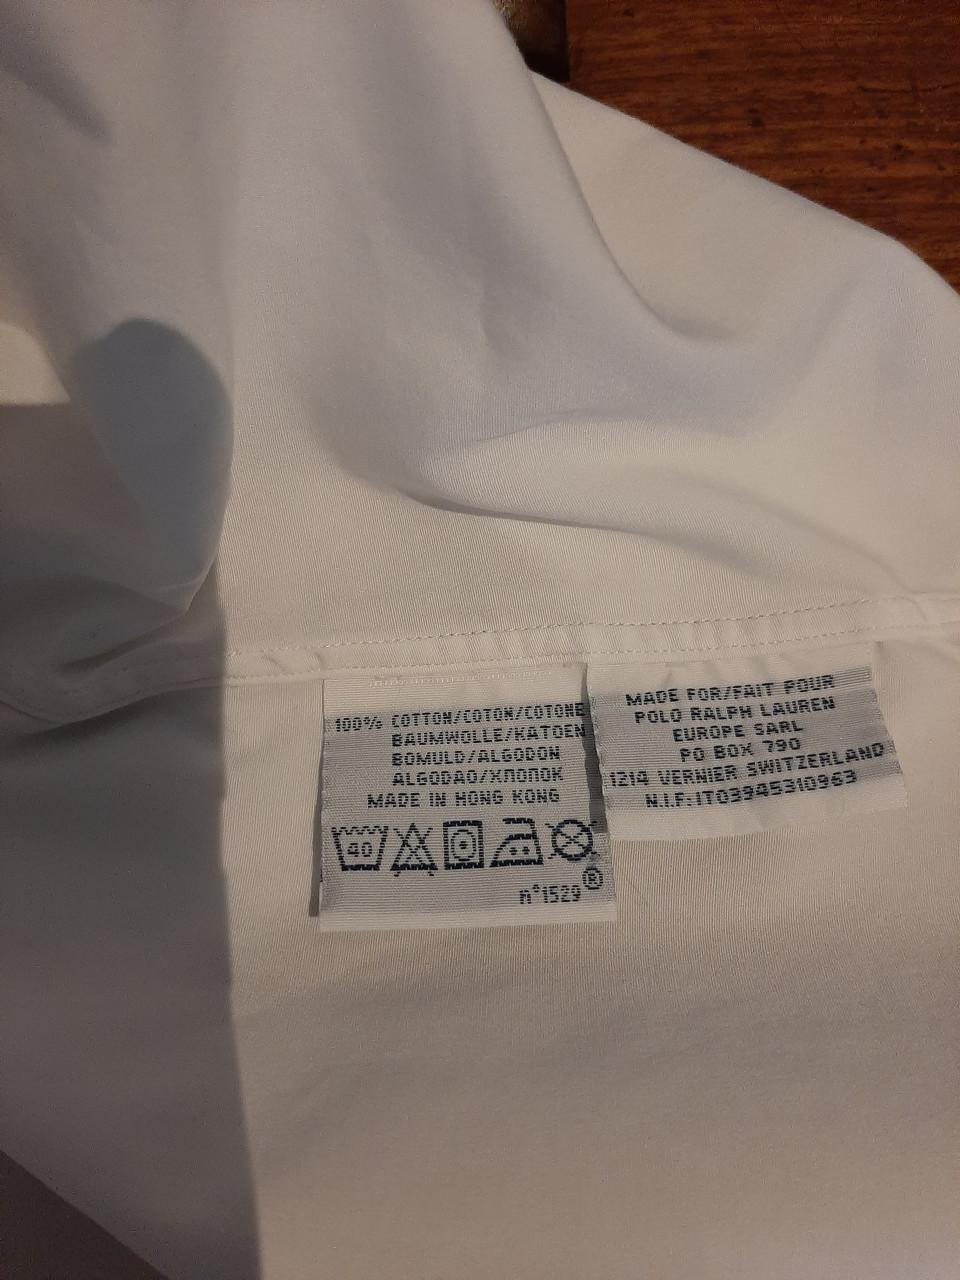 100% COTTON/COTON/COTONE
BAUMWOLLE/KATOEN
BOMULD/ALGODON
ALGODAO/ХЛОПОК
MADE IN HONG KONG
40
n°1529®
MADE FOR/FAIT POUR
POLO RALPH LAUREN
EUROPE SARL
PO BOX 790
1214 VERNIER SWITZERLAND
N.I.F:IT03945310963